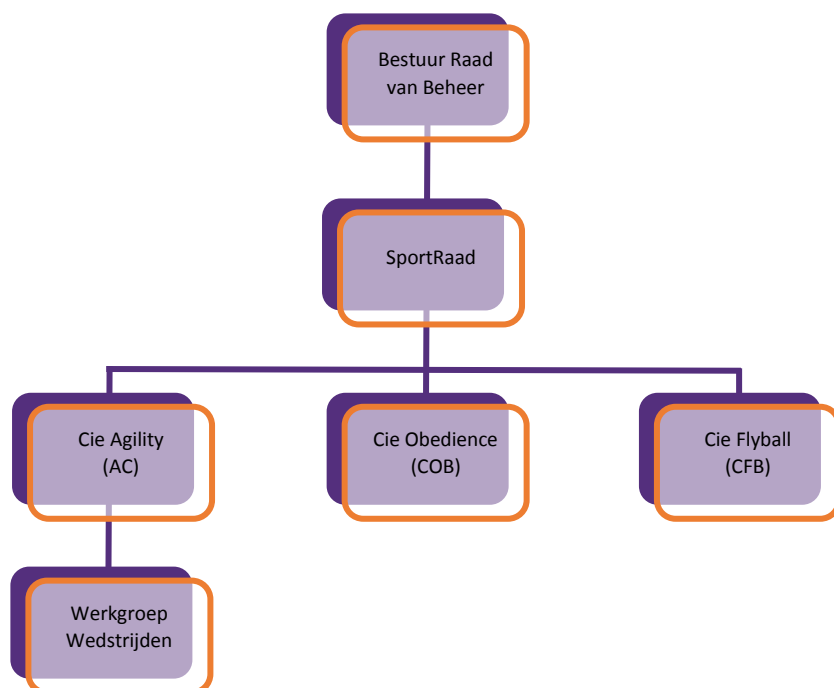 Bestuur Raad
van Beheer
SportRaad
Cie Agility
(AC)
Cie Obedience
(COB)
Cie Flyball
(CFB)
Werkgroep
Wedstrijden